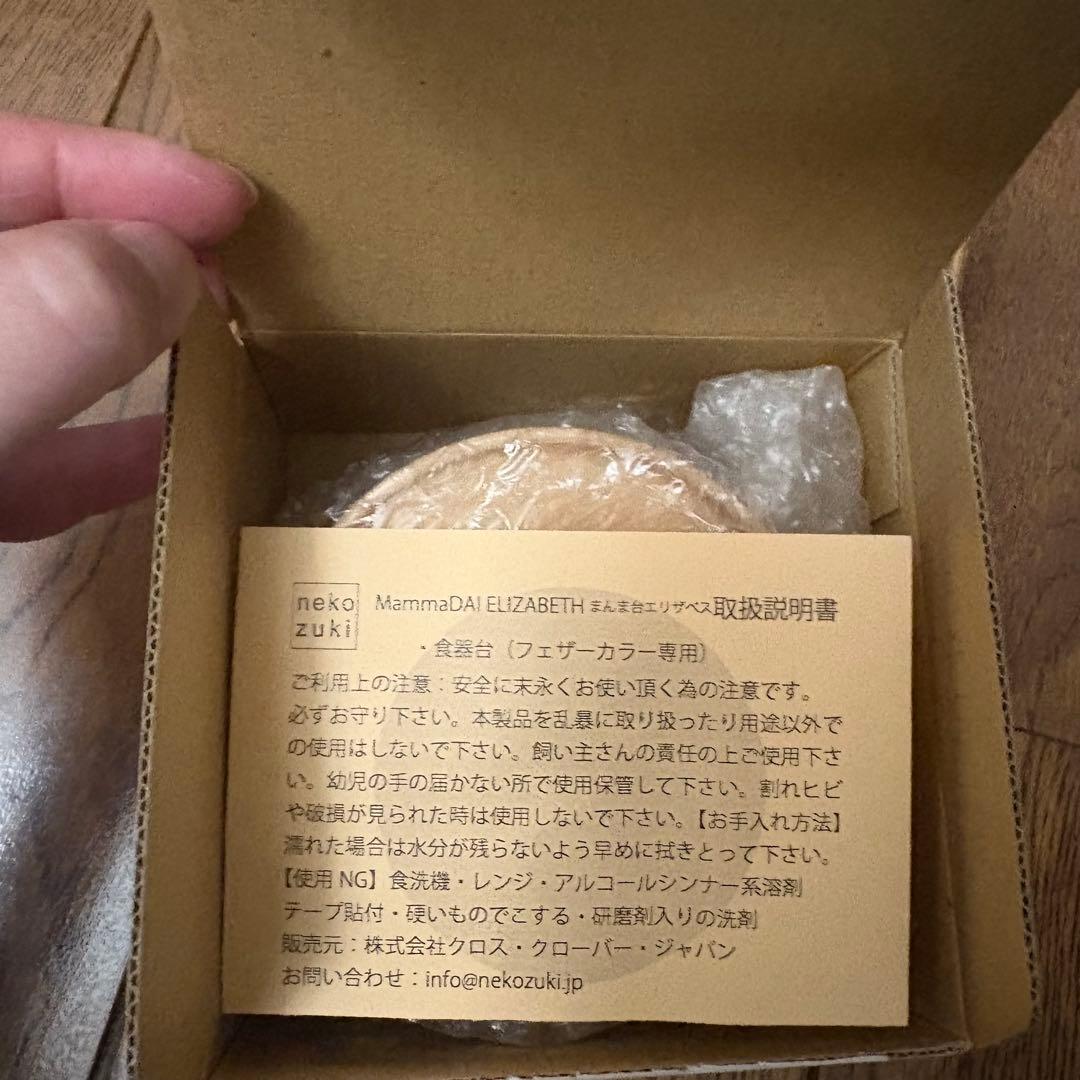 neko
zuki
MammaDAI ELIZABETH まんま台エリザベス取扱説明書
・食器台（フェザーカラー専用）
ご利用上の注意：安全に末永くお使い頂く為の注意です。
必ずお守り下さい。本製品を乱暴に取り扱ったり用途以外で
の使用はしないで下さい。飼い主さんの責任の上ご使用下さ
い。幼児の手の届かない所で使用保管して下さい。割れヒビ
や破損が見られた時は使用しないで下さい。【お手入れ方法】
濡れた場合は水分が残らないよう早めに拭きとって下さい。
【使用 NG】食洗機・レンジ・アルコールシンナー系溶剤
テープ貼付・硬いものでこする・研磨剤入りの洗剤
販売元：株式会社クロス・クローバー・ジャパン
お問い合わせ：info@nekozuki.jp